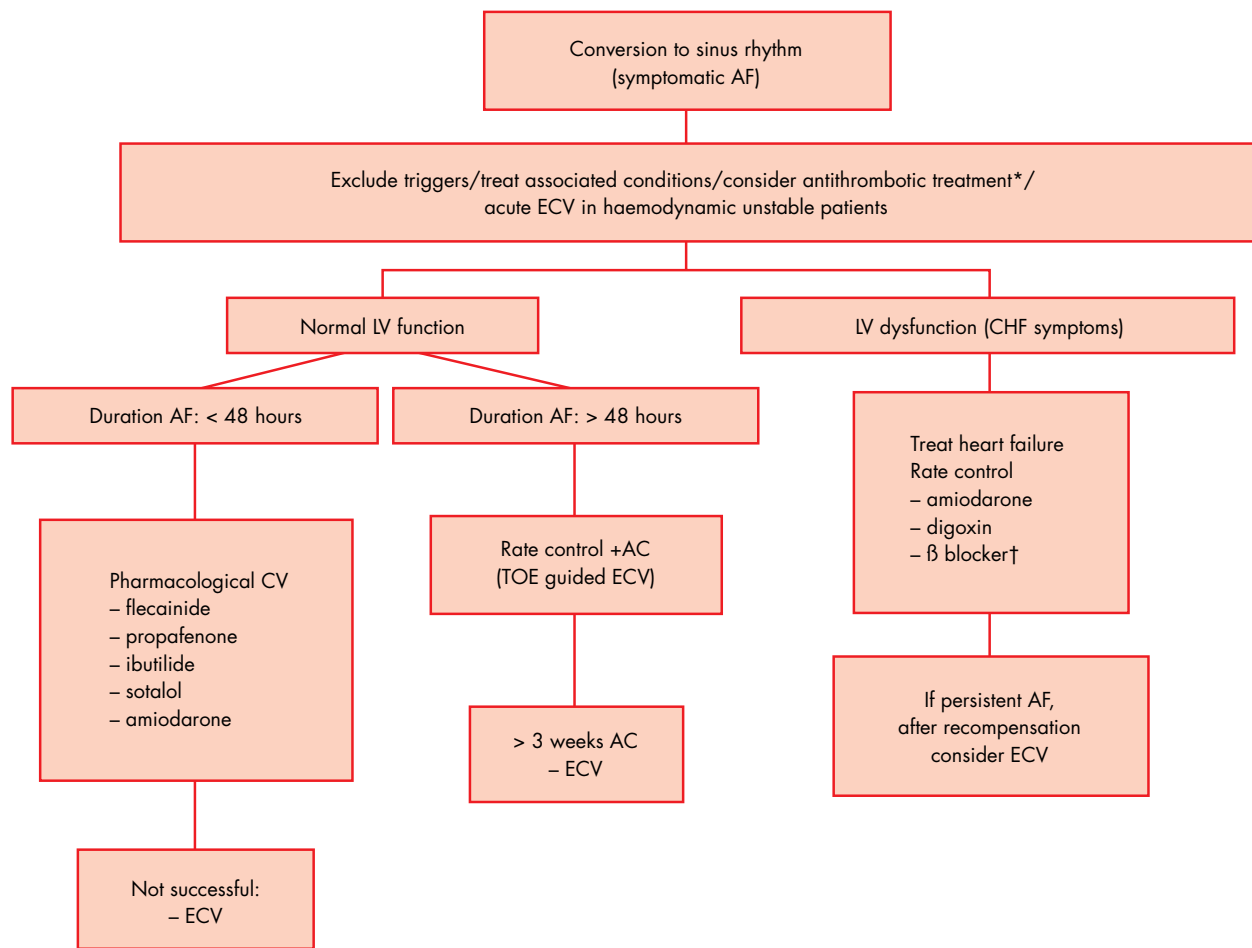 Conversion to sinus rhythm
(symptomatic AF)
Exclude triggers/treat associated conditions/consider antithrombotic treatment*/
acute ECV in haemodynamic unstable patients
Normal LV function
LV dysfunction (CHF symptoms)
Duration AF: < 48 hours
Duration AF: > 48 hours
Treat heart failure
Rate control
– amiodarone
– digoxin
– ß blocker†
Pharmacological CV
– flecainide
– propafenone
– ibutilide
– sotalol
– amiodarone
Rate control +AC
(TOE guided ECV)
> 3 weeks AC
– ECV
If persistent AF,
after recompensation
consider ECV
Not successful:
– ECV